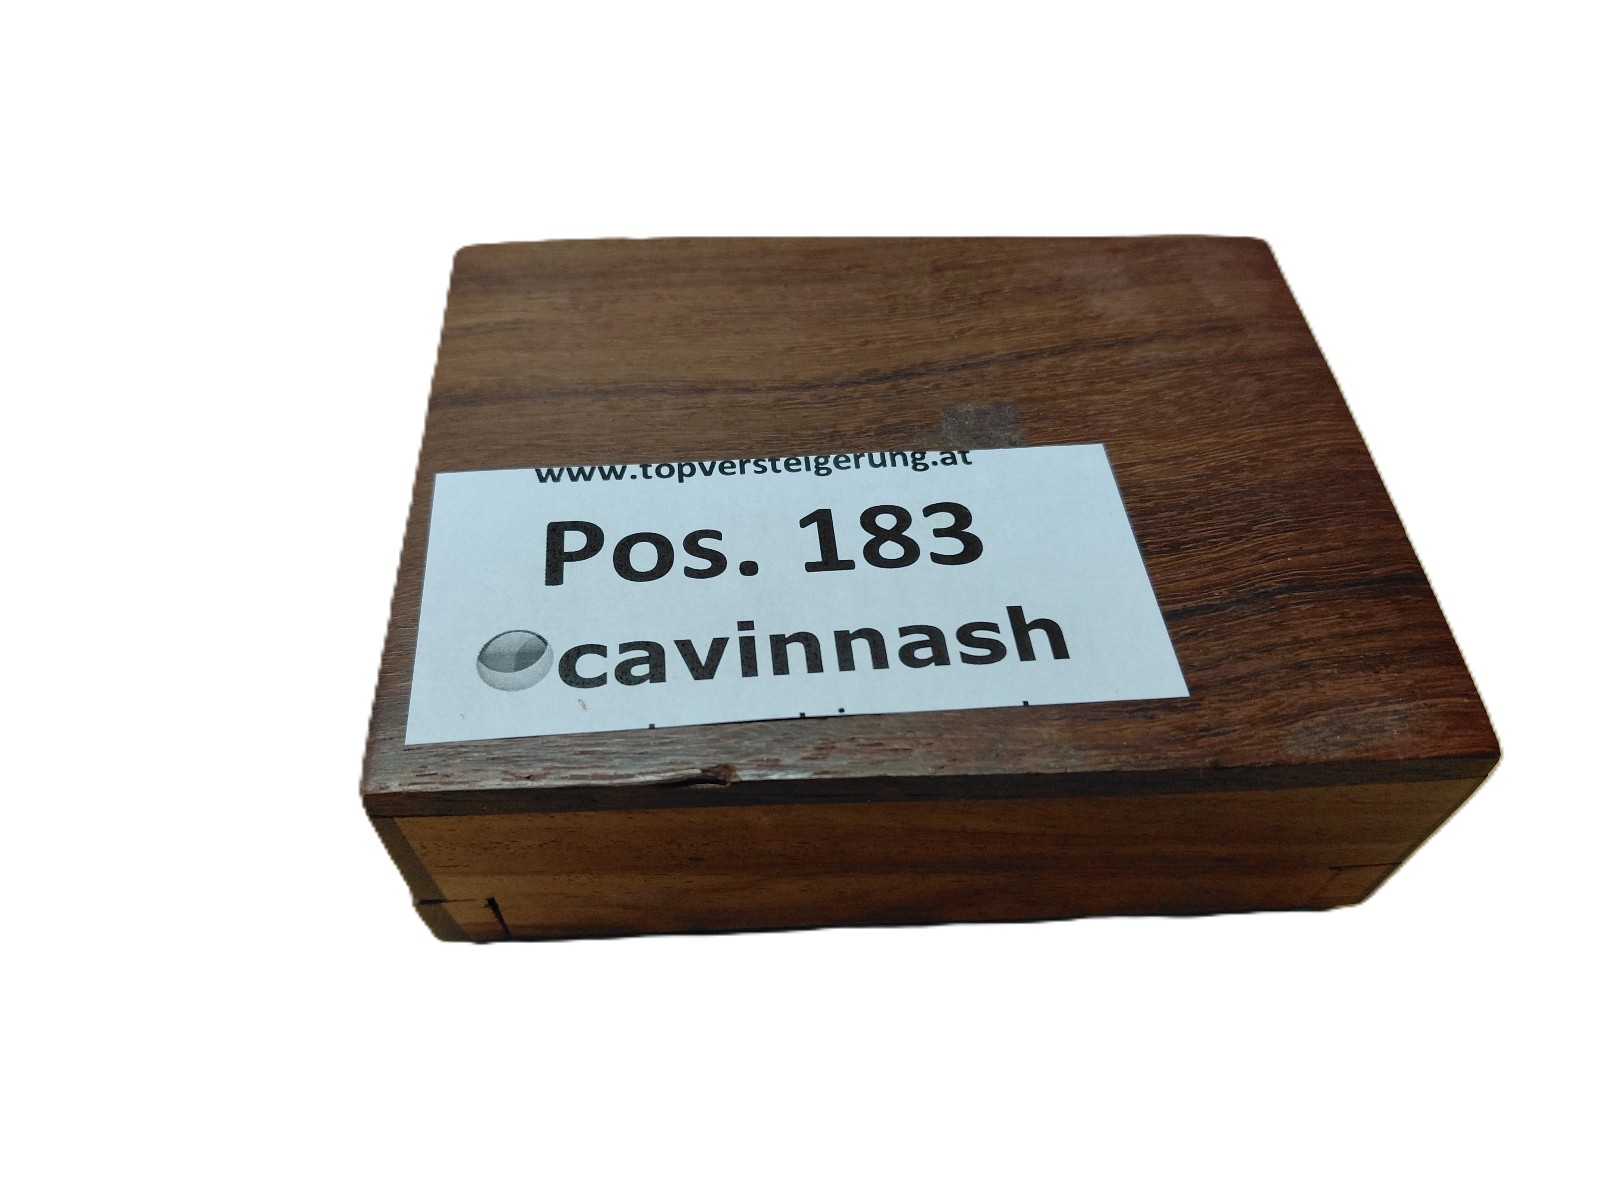 www.topversteigerung.at
Pos. 183
cavinnash